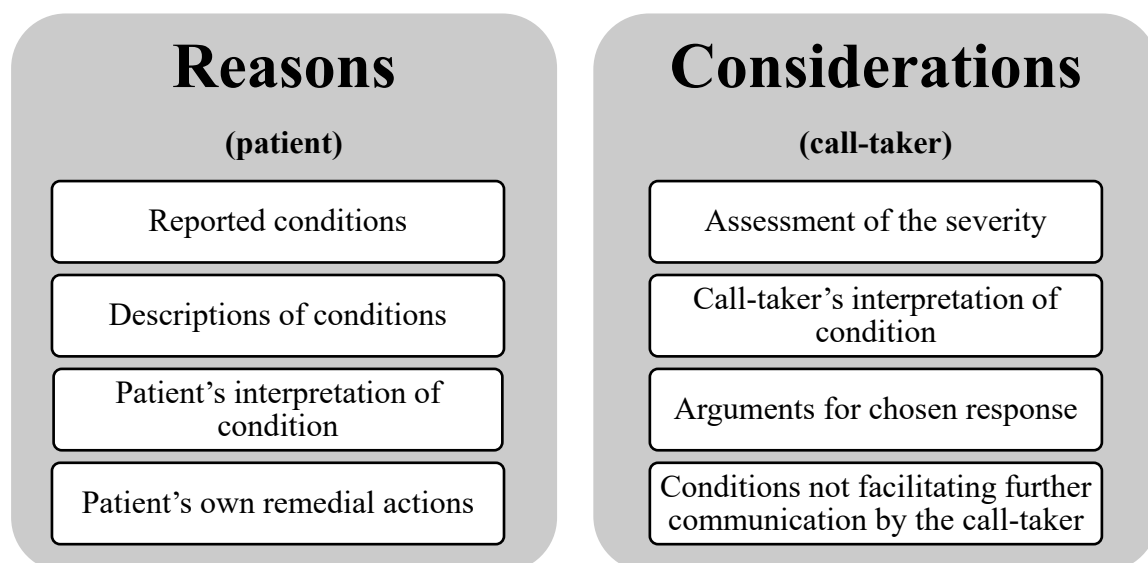 Reasons
(patient)
Reported conditions
Descriptions of conditions
Patient’s interpretation of
condition
Patient’s own remedial actions
Considerations
(call-taker)
Assessment of the severity
Call-taker’s interpretation of
condition
Arguments for chosen response
Conditions not facilitating further
communication by the call-taker